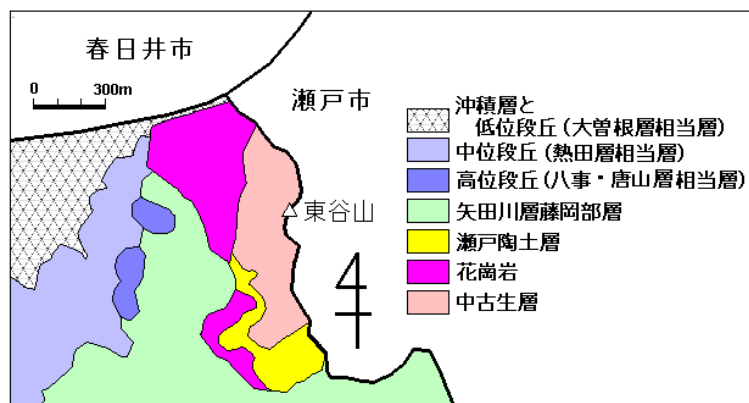 春日井市
0 300m
瀬戸市
東谷山
沖積層と
低位段丘(大曽根層相当層)
中位段丘(熱田層相当層)
高位段丘(八事・唐山層相当層)
矢田川層藤岡部層
瀬戸陶土層
花崗岩
中古生層